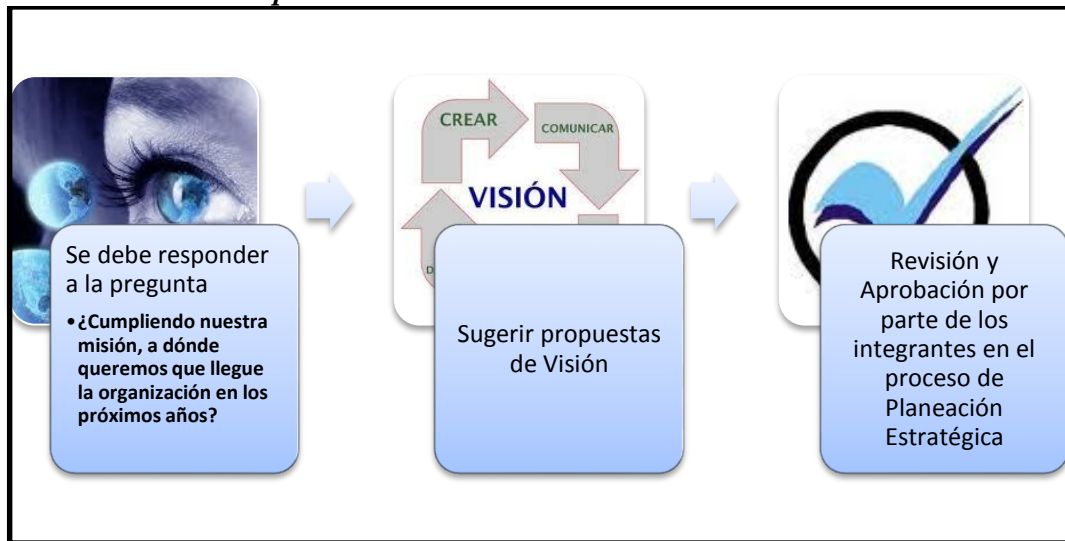 CREAR
COMUNICAR
VISIÓN
Se debe responder
a la pregunta
•¿Cumpliendo nuestra
misión, a dónde
queremos que llegue
la organización en los
próximos años?
Sugerir propuestas
de Visión
Revisión y
Aprobación por
parte de los
integrantes en el
proceso de
Planeación
Estratégica